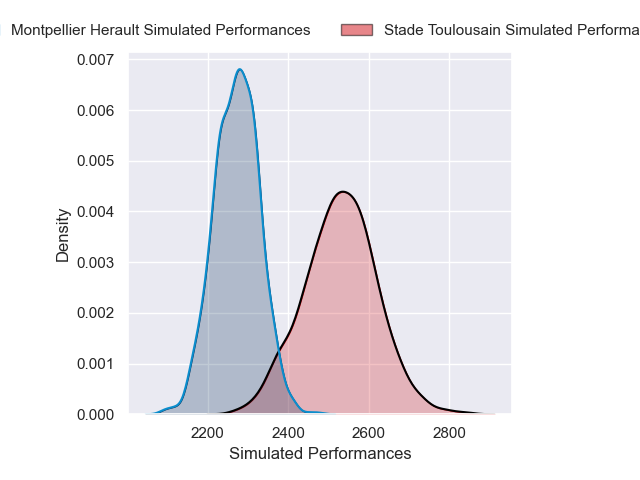 Montpellier Herault Simulated Performances
Stade Toulousain Simulated Performa
0.007
0.006
0.005
0.004
0.003
0.002
0.001
0.000
Density
2200 2400 2600 2800
Simulated Performances